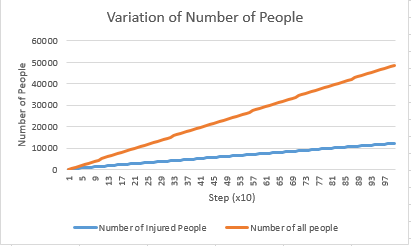 Variation of Number of People
60000
50000
40000
30000
20000
10000
0
Number of People
1 5 9 13 17 21 25 29 33 37 41 45 49 53 57 61 65 69 73 77 81 85 89 93 97
Step (x10)
Number of Injured People Number of all people